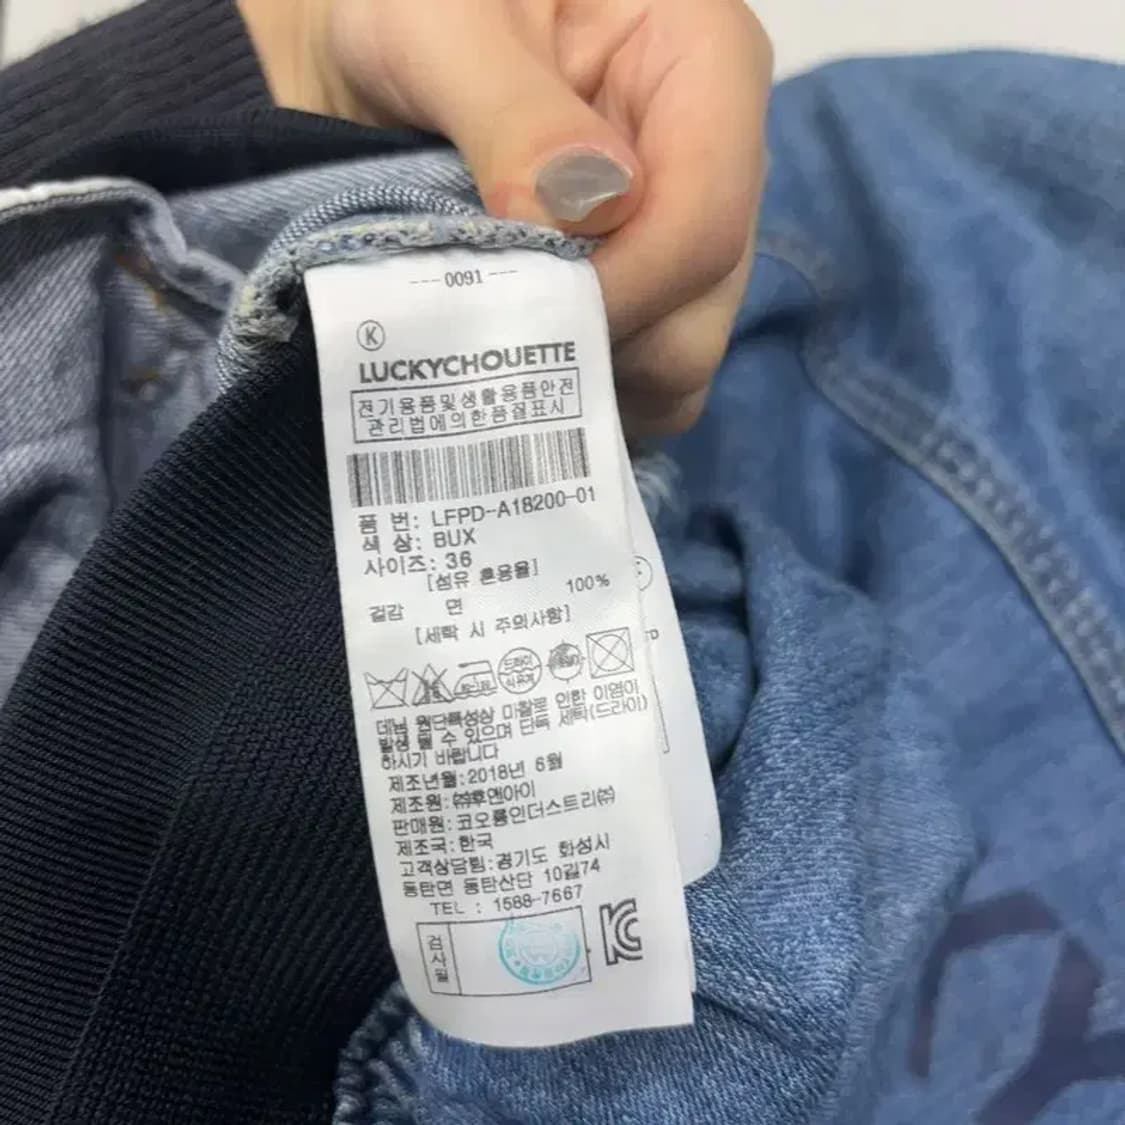 --- 0091 ---
K
LUCKYCHOUETTE
전기용품및생활용품안전
관리법에의한품질표시
품 번: LFPD-A18200-01
색 상: BUX
사이즈: 36
[섬유 혼용율]
100%
겉감 면
[세탁 시 주의사항]
드라이
데님 원단특성상 마찰로 인한 이염이
발생 될 수 있으며 단독 세탁(드라이)
하시기 바랍니다
제조년월:2018년 6월
제조원:㈜후앤아이
판매원:코오롱인더스트리㈜
제조국:한국
고객상담팀:경기도 화성시
동탄면 동탄산단 10길74
TEL : 1588-7667
검사필